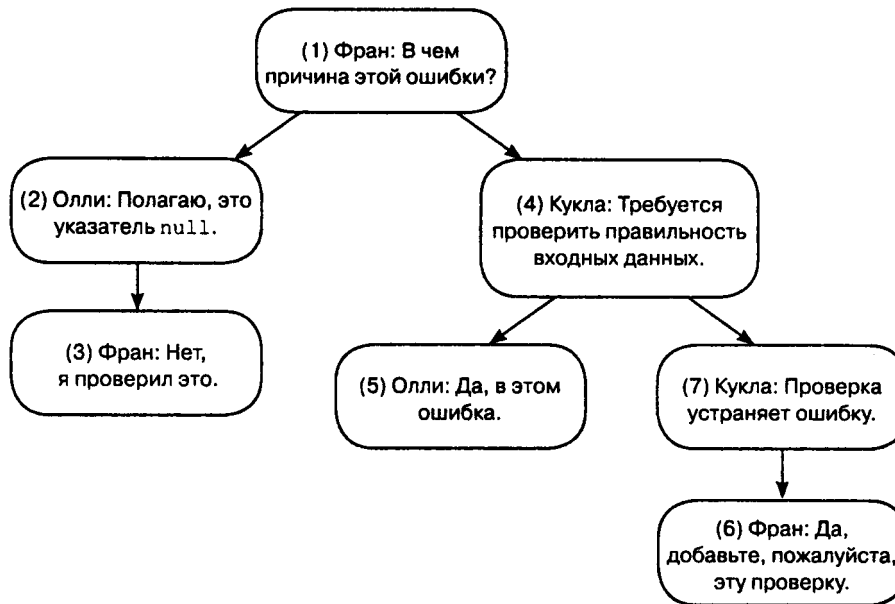 (1) Фран: В чем
причина этой ошибки?
(2) Олли: Полагаю, это
указатель null.
(4) Кукла: Требуется
проверить правильность
входных данных.
(3) Фран: Нет,
я проверил это.
(5) Олли: Да, в этом
ошибка.
(7) Кукла: Проверка
устраняет ошибку.
(6) Фран: Да,
добавьте, пожалуйста,
эту проверку.